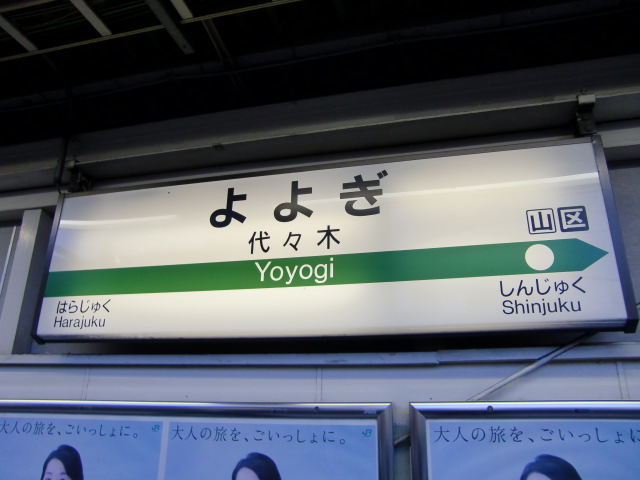 よよぎ
代々木
山 区
Yoyogi
はらじゅく
Harajuku
しんじゅく
Shinjuku
大人の旅を、ごいっしょに。
JR
大人の旅を、ごいっしょに。
JR
大人の旅を、ごいっしょに。